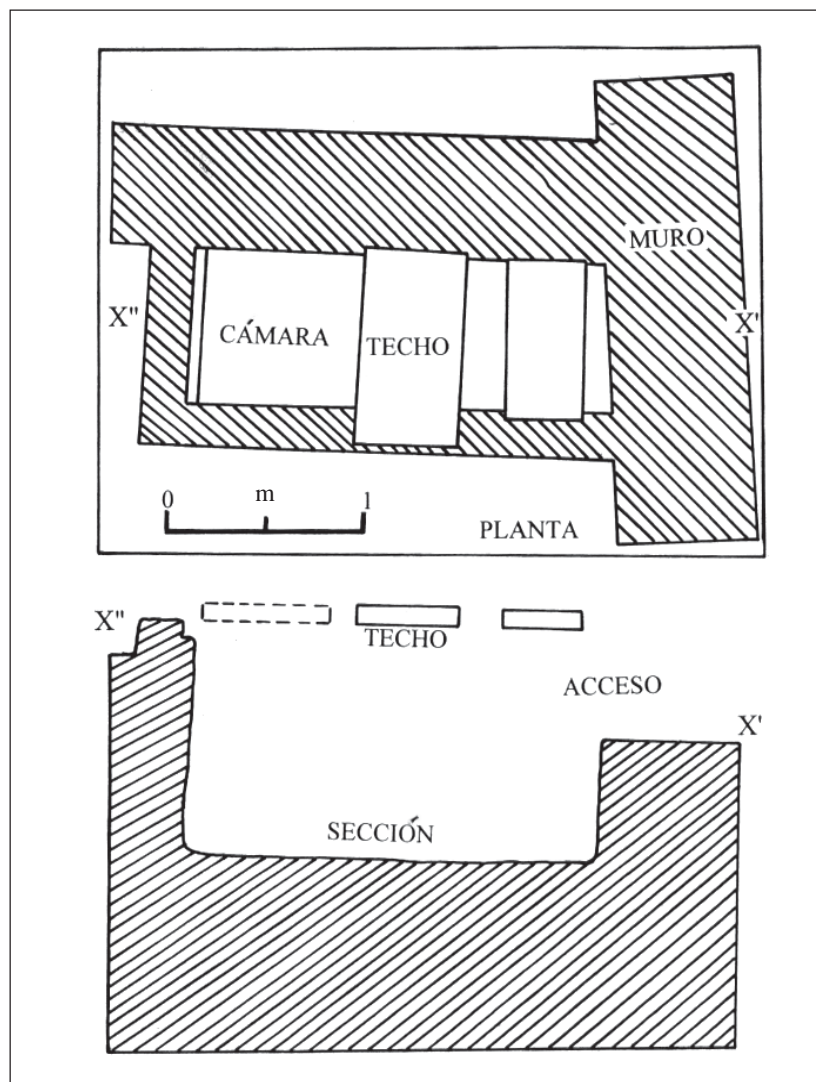 MURO
X"
X'
CÁMARA
TECHO
0 m 1
PLANTA
X"
TECHO
ACCESO
X'
SECCIÓN